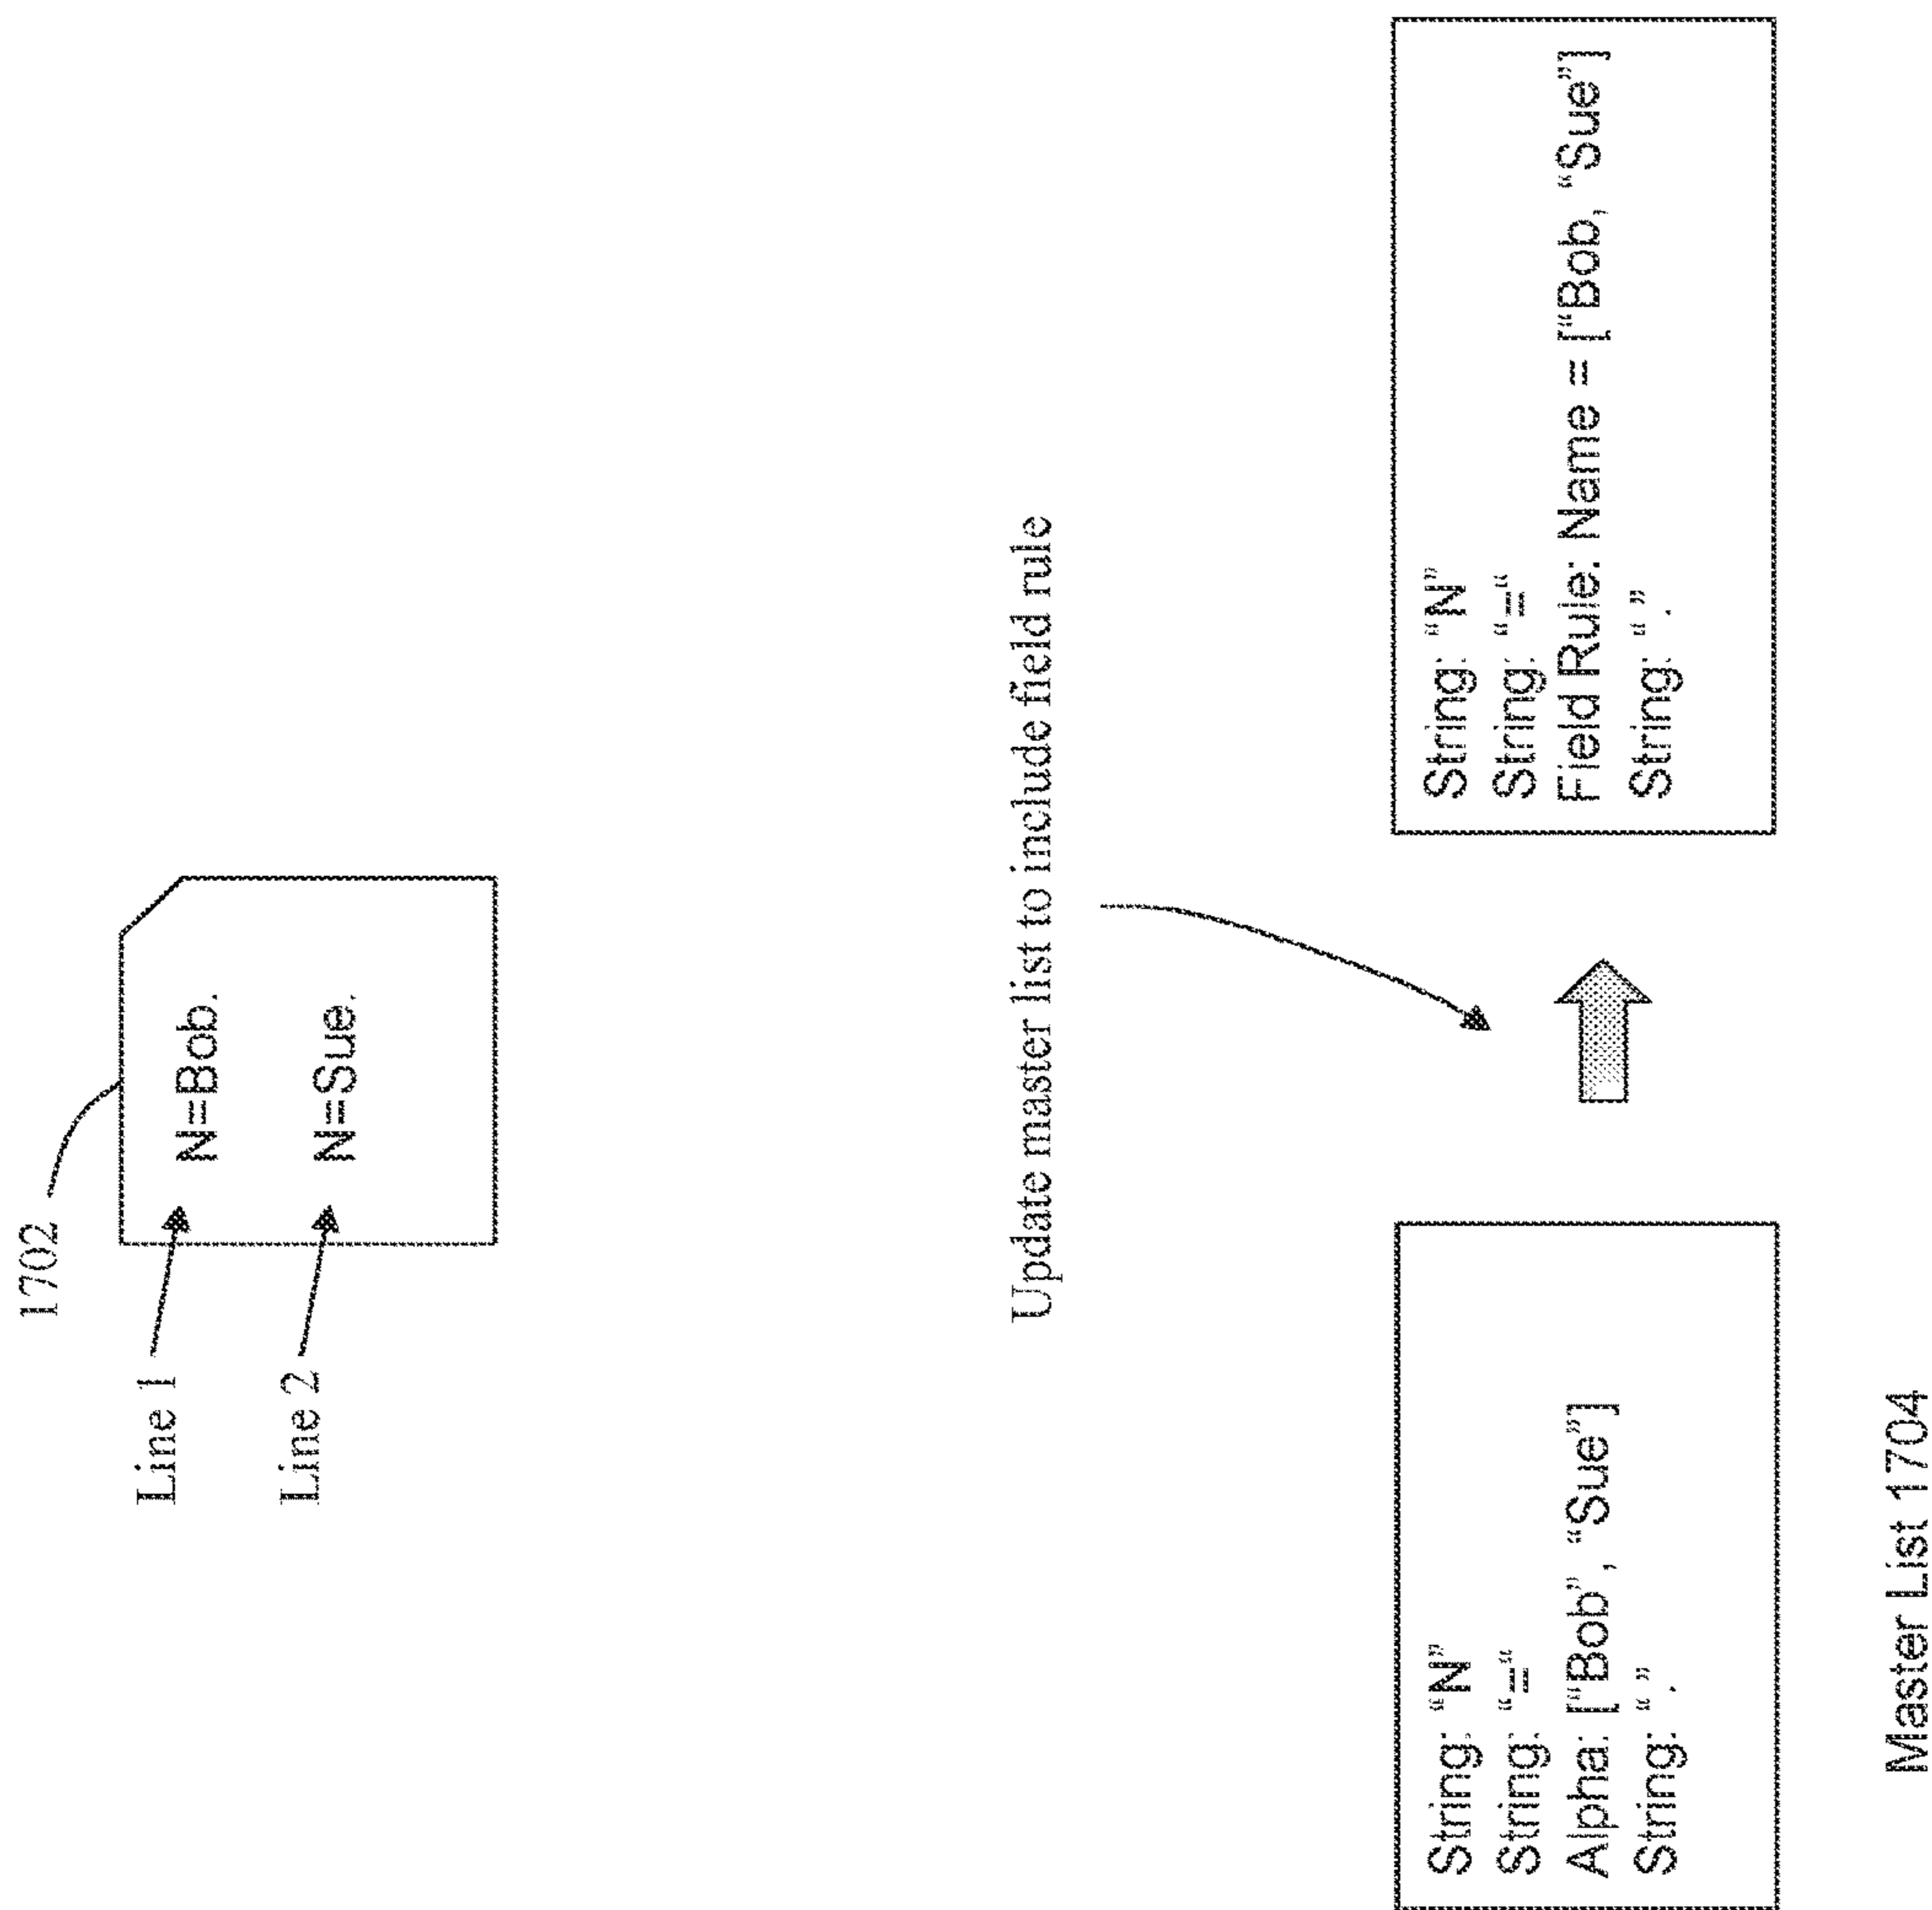 1702
Line 1
N=Bob.
Line 2
N=Sue.
Update master list to include field rule
String: “N”
String: “=“
Alpha: [“Bob” , “Sue”]
String: “.”
String: “N”
String: “=“
Field Rule: Name = [“Bob, “Sue”]
String: “.”
Master List 1704